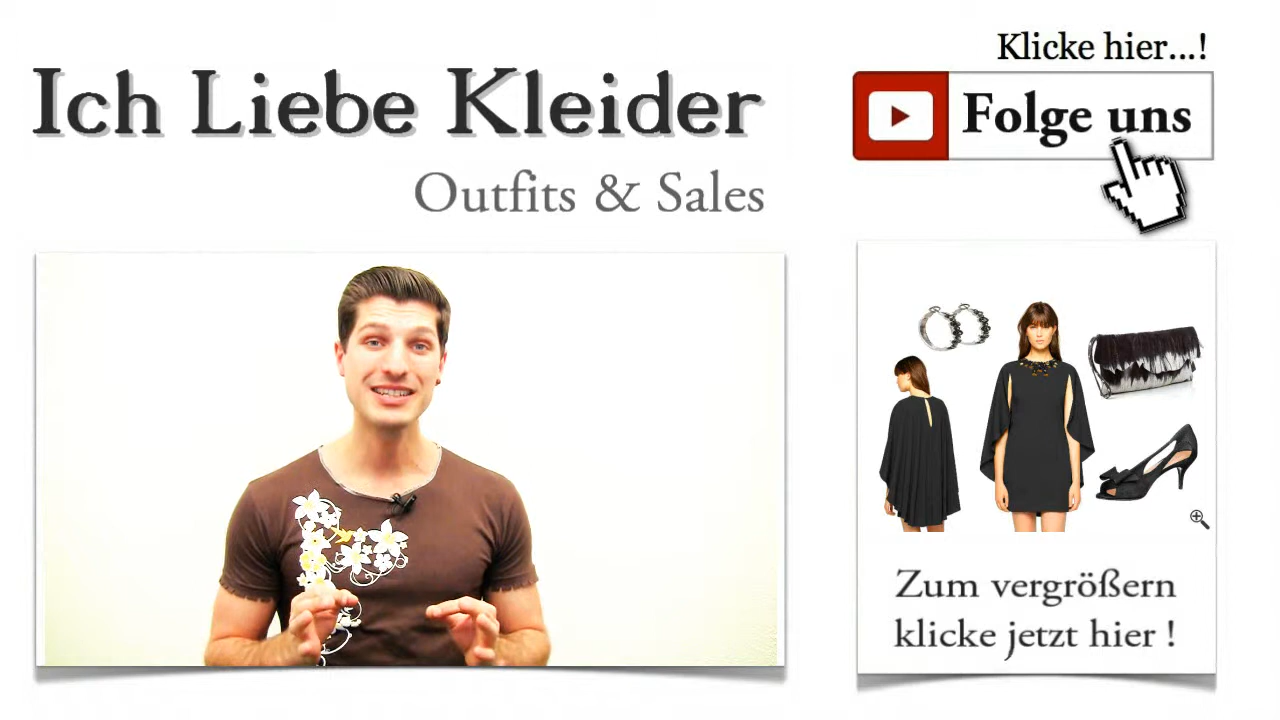 Ich Liebe Kleider
Outfits & Sales
Klicke hier...!
Folge uns
Zum vergrößern
klicke jetzt hier !